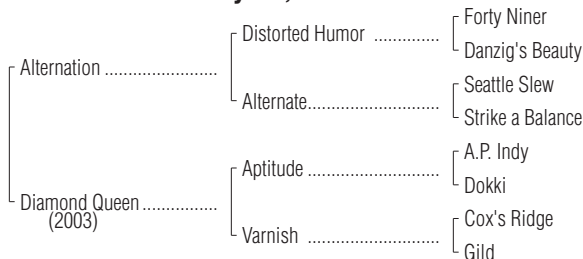 Forty Niner
Distorted Humor ..............
Danzig's Beauty
Alternation ........................
Seattle Slew
Alternate............................
Strike a Balance
A.P. Indy
Aptitude ............................
Dokki
Diamond Queen ................
(2003)
Cox's Ridge
Varnish ............................
Gild